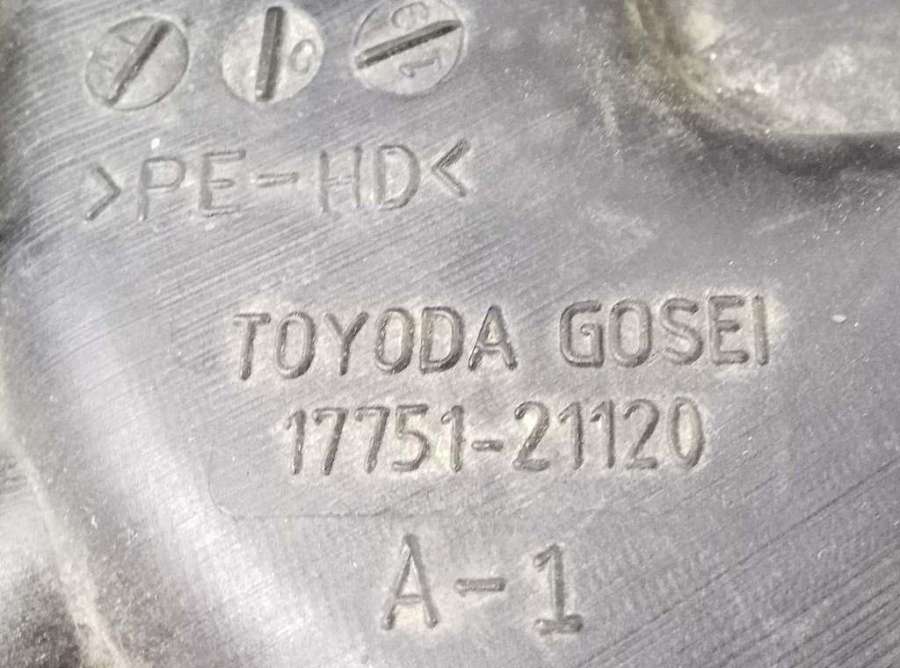 >PE-HD<
TOYODA GOSEI
17751-21120
A-1